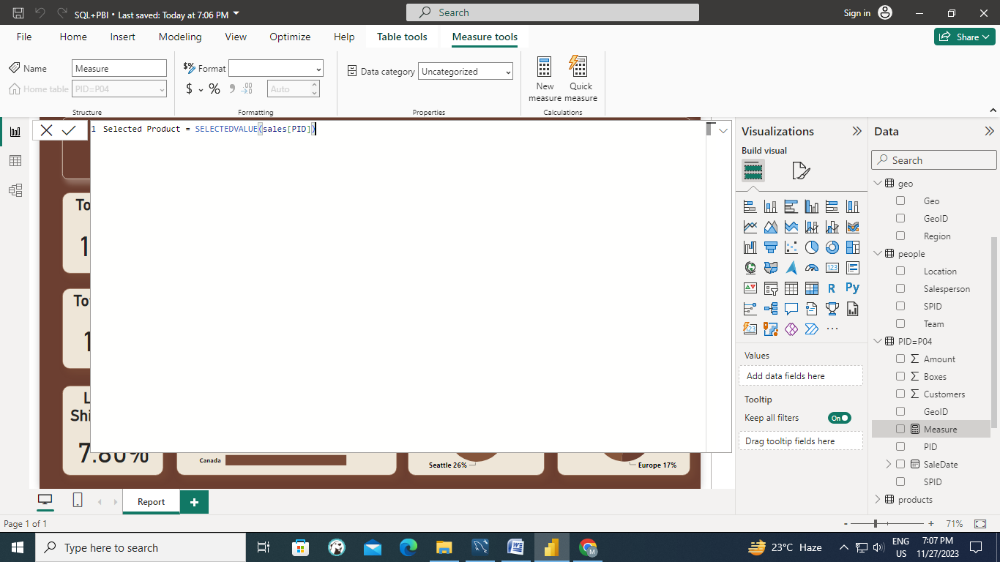 SQL+PBI • Last saved: Today at 7:06 PM
Search
Sign in
File
Home
Insert
Modeling
View
Optimize
Help
Table tools
Measure tools
Share
Name
Measure
Home table
PID=P04
Structure
Format
$
%
Auto
Formatting
Data category
Uncategorized
Properties
New measure
Quick measure
Calculations
1 Selected Product = SELECTEDVALUE(sales[PID])
To
1
To
1
L
Shi
7.80%
Canada
Seattle 26%
Europe 17%
Visualizations
Build visual
123
R
Py
123
Values
Add data fields here
Tooltip
Keep all filters
On
Drag tooltip fields here
Data
Search
geo
Geo
GeoID
Region
people
Location
Salesperson
SPID
Team
PID=P04
Amount
Boxes
Customers
GeoID
Measure
PID
SaleDate
SPID
products
Report
Page 1 of 1
71%
Type here to search
23°C Haze
ENG
US
7:07 PM
11/27/2023